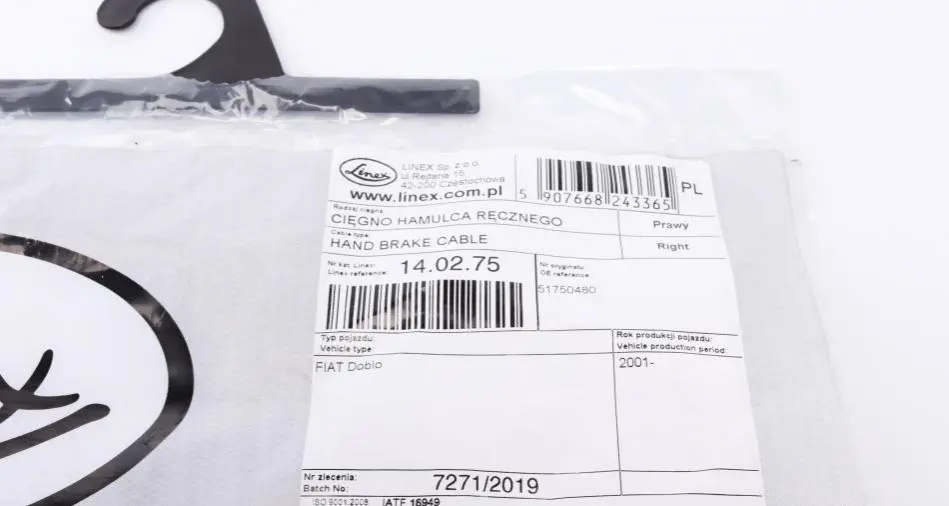 Linex
LINEX Sp. z o.o.
ul Rejtana 15,
42-200 Częstochowa
www.linex.com.pl
5 907668 243365
PL
Rodzaj cięgna:
CIĘGNO HAMULCA RĘCZNEGO
Prawy
Cable type:
HAND BRAKE CABLE
Right
Nr kat. Linex:
Linex reference:
14.02.75
Nr oryginału
OE reference
51750480
Typ pojazdu:
Vehicle type:
Rok produkcji pojazdu:
Vehicle production period:
FIAT Doblo
2001-
Nr zlecenia:
Batch No:
7271/2019
ISO 9001:2008 IATF 16949